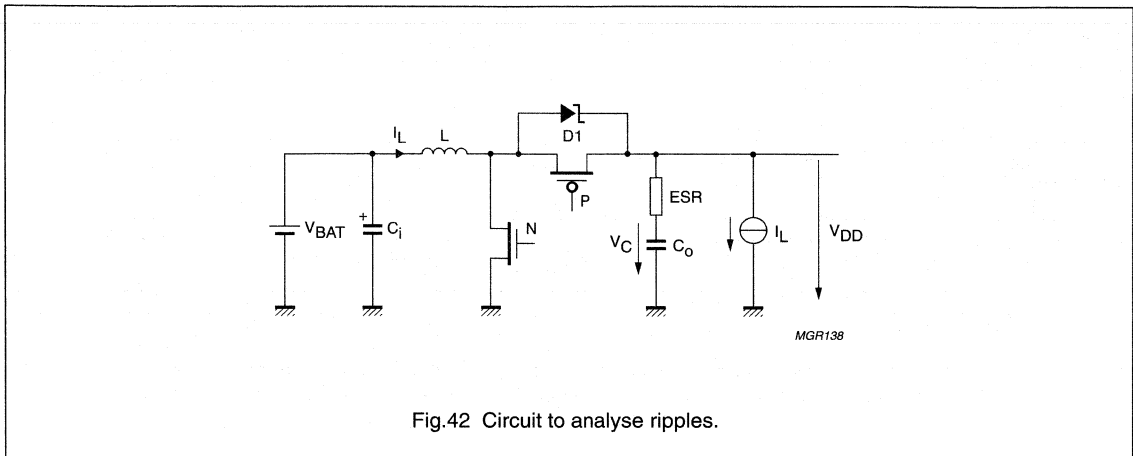 D1
I_L
L
P
ESR
N
V_BAT
+
C_i
V_C
C_o
I_L
V_DD
MGR138
Fig.42 Circuit to analyse ripples.